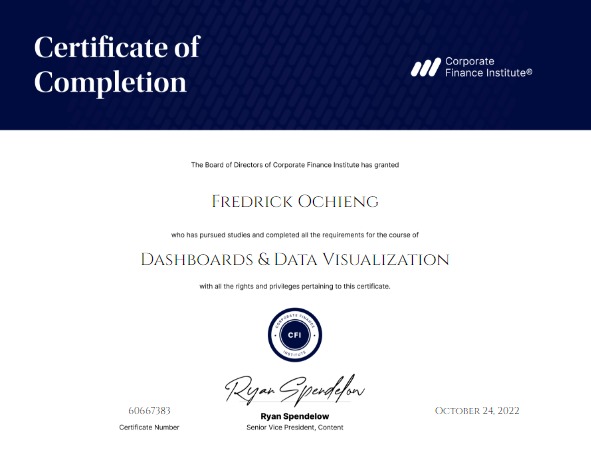 Certificate of
Completion
Corporate
Finance Institute®
The Board of Directors of Corporate Finance Institute has granted
Fredrick Ochieng
who has pursued studies and completed all the requirements for the course of
Dashboards & Data Visualization
with all the rights and privileges pertaining to this certificate.
CORPORATE FINANCE
CFI
INSTITUTE
Ryan Spendelow
60667383
Ryan Spendelow
October 24, 2022
Certificate Number
Senior Vice President, Content